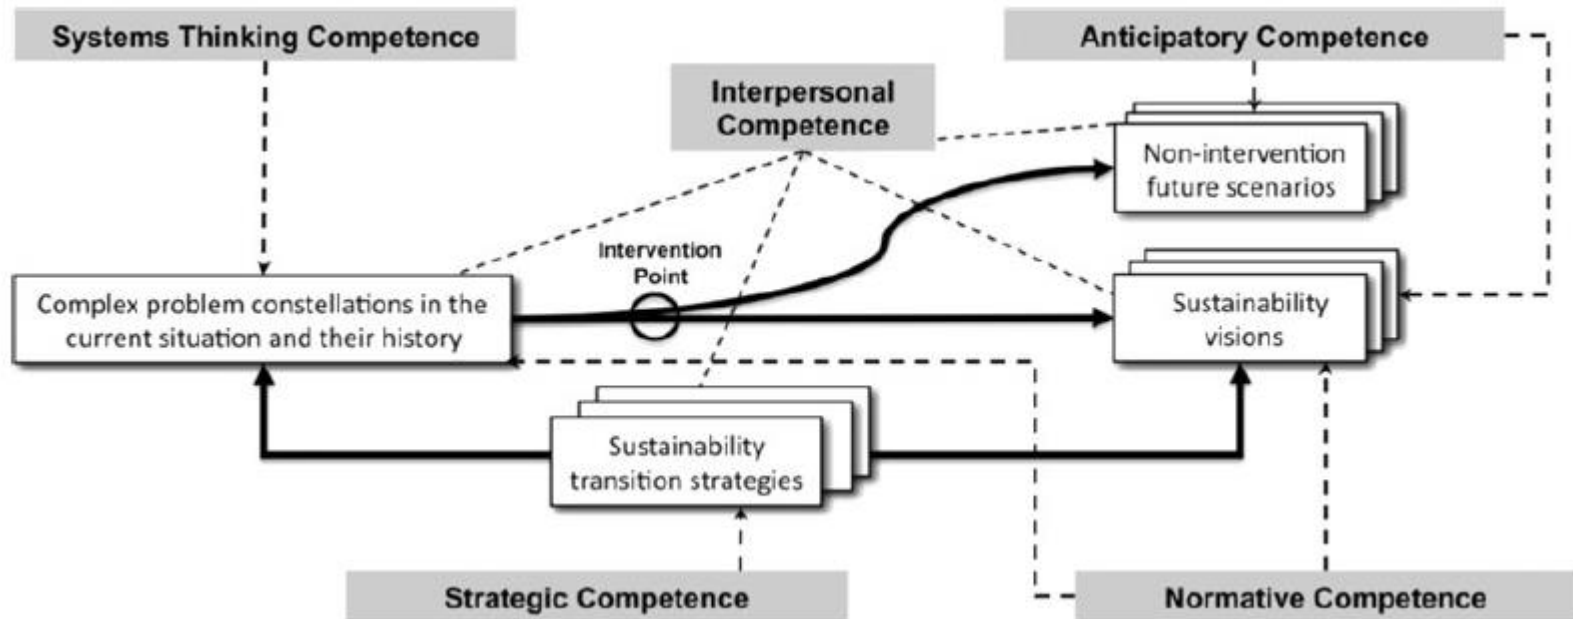 Systems Thinking Competence
Anticipatory Competence
Interpersonal
Competence
Non-intervention
future scenarios
Intervention
Point
Complex problem constellations in the
current situation and their history
Sustainability
visions
Sustainability
transition strategies
Strategic Competence
Normative Competence